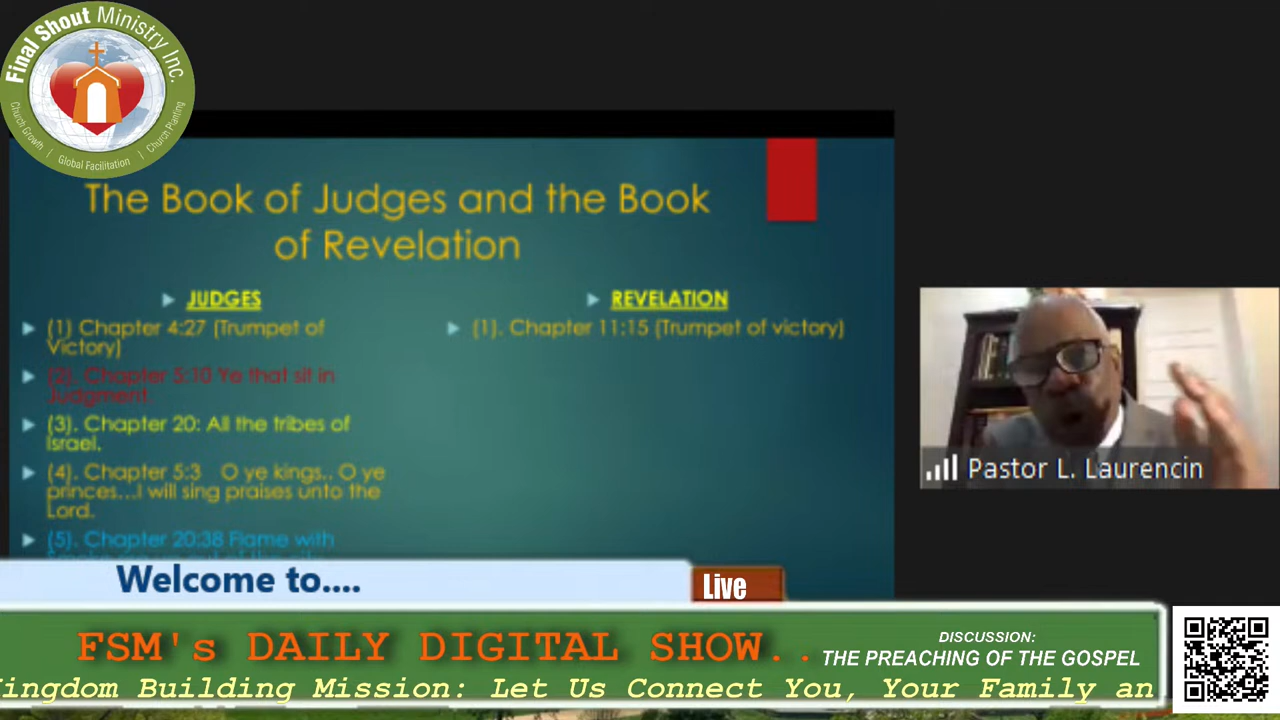 Final Shout Ministry Inc.
Church Growth | Global Facilitation | Church Planting
The Book of Judges and the Book
of Revelation
JUDGES
(1) Chapter 4:27 (Trumpet of
Victory)
(2). Chapter 5:10 Ye that sit in
Judgment.
(3). Chapter 20: All the tribes of
Israel.
(4). Chapter 5:3 O ye kings.. O ye
princes...I will sing praises unto the
Lord.
(5). Chapter 20:38 Flame with
REVELATION
(1). Chapter 11:15 (Trumpet of victory)
Pastor L. Laurencin
Welcome to....
Live
FSM's DAILY DIGITAL SHOW..
DISCUSSION:
THE PREACHING OF THE GOSPEL
ingdom Building Mission: Let Us Connect You, Your Family an